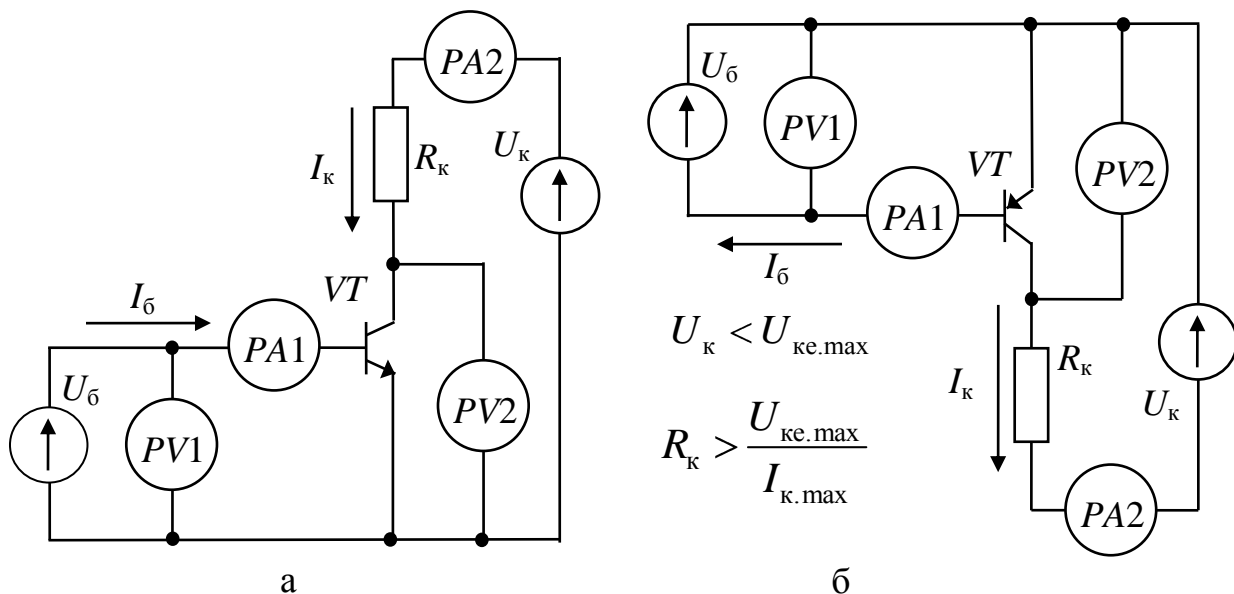 PA2
I_к
R_к
U_к
I_б
VT
PA1
U_б
PV1
PV2
а
U_б
PV1
VT
PV2
PA1
I_б
U_к < U_ке.max
R_к > U_ке.max / I_к.max
I_к
R_к
U_к
PA2
б